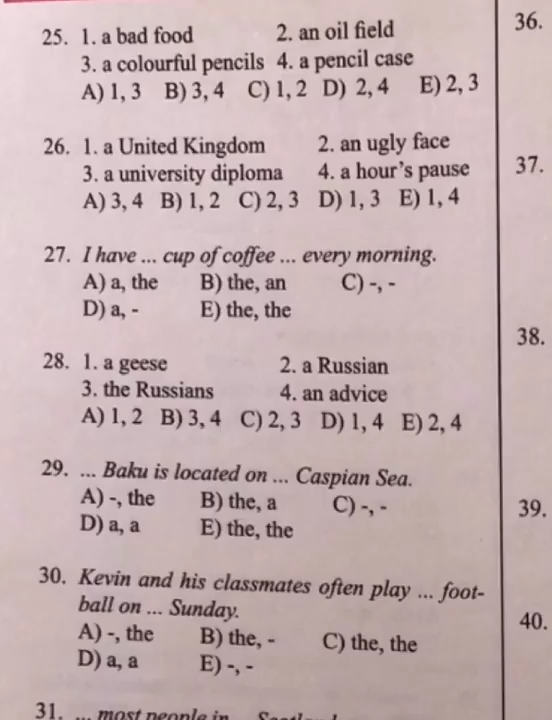 25. 1. a bad food 2. an oil field
3. a colourful pencils 4. a pencil case
A) 1, 3 B) 3, 4 C) 1, 2 D) 2, 4 E) 2, 3
26. 1. a United Kingdom 2. an ugly face
3. a university diploma 4. a hour's pause
A) 3, 4 B) 1, 2 C) 2, 3 D) 1, 3 E) 1, 4
27. I have ... cup of coffee ... every morning.
A) a, the B) the, an C) -, -
D) a, - E) the, the
28. 1. a geese 2. a Russian
3. the Russians 4. an advice
A) 1, 2 B) 3, 4 C) 2, 3 D) 1, 4 E) 2, 4
29. ... Baku is located on ... Caspian Sea.
A) -, the B) the, a C) -, -
D) a, a E) the, the
30. Kevin and his classmates often play ... foot-
ball on ... Sunday.
A) -, the B) the, - C) the, the
D) a, a E) -, -
31. ... most people in ... Scotland
36.
37.
38.
39.
40.